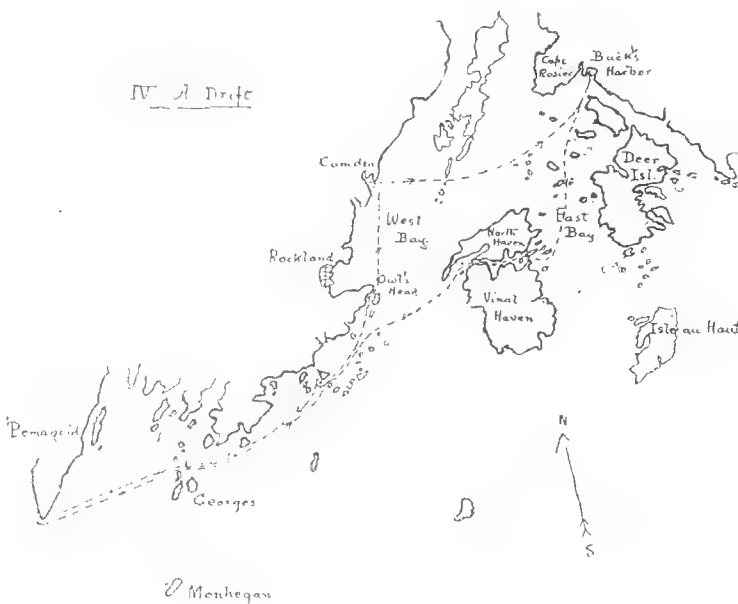 IV A Drift
Cape
Rosier
Buck's
Harbor
Camden
Deer
Isl.
West
Bay
East
Bay
North
Haven
Rockland
Owl's
Head
Vinal
Haven
Isle au Haut
Pemaquid
Georges
N
S
Monhegan